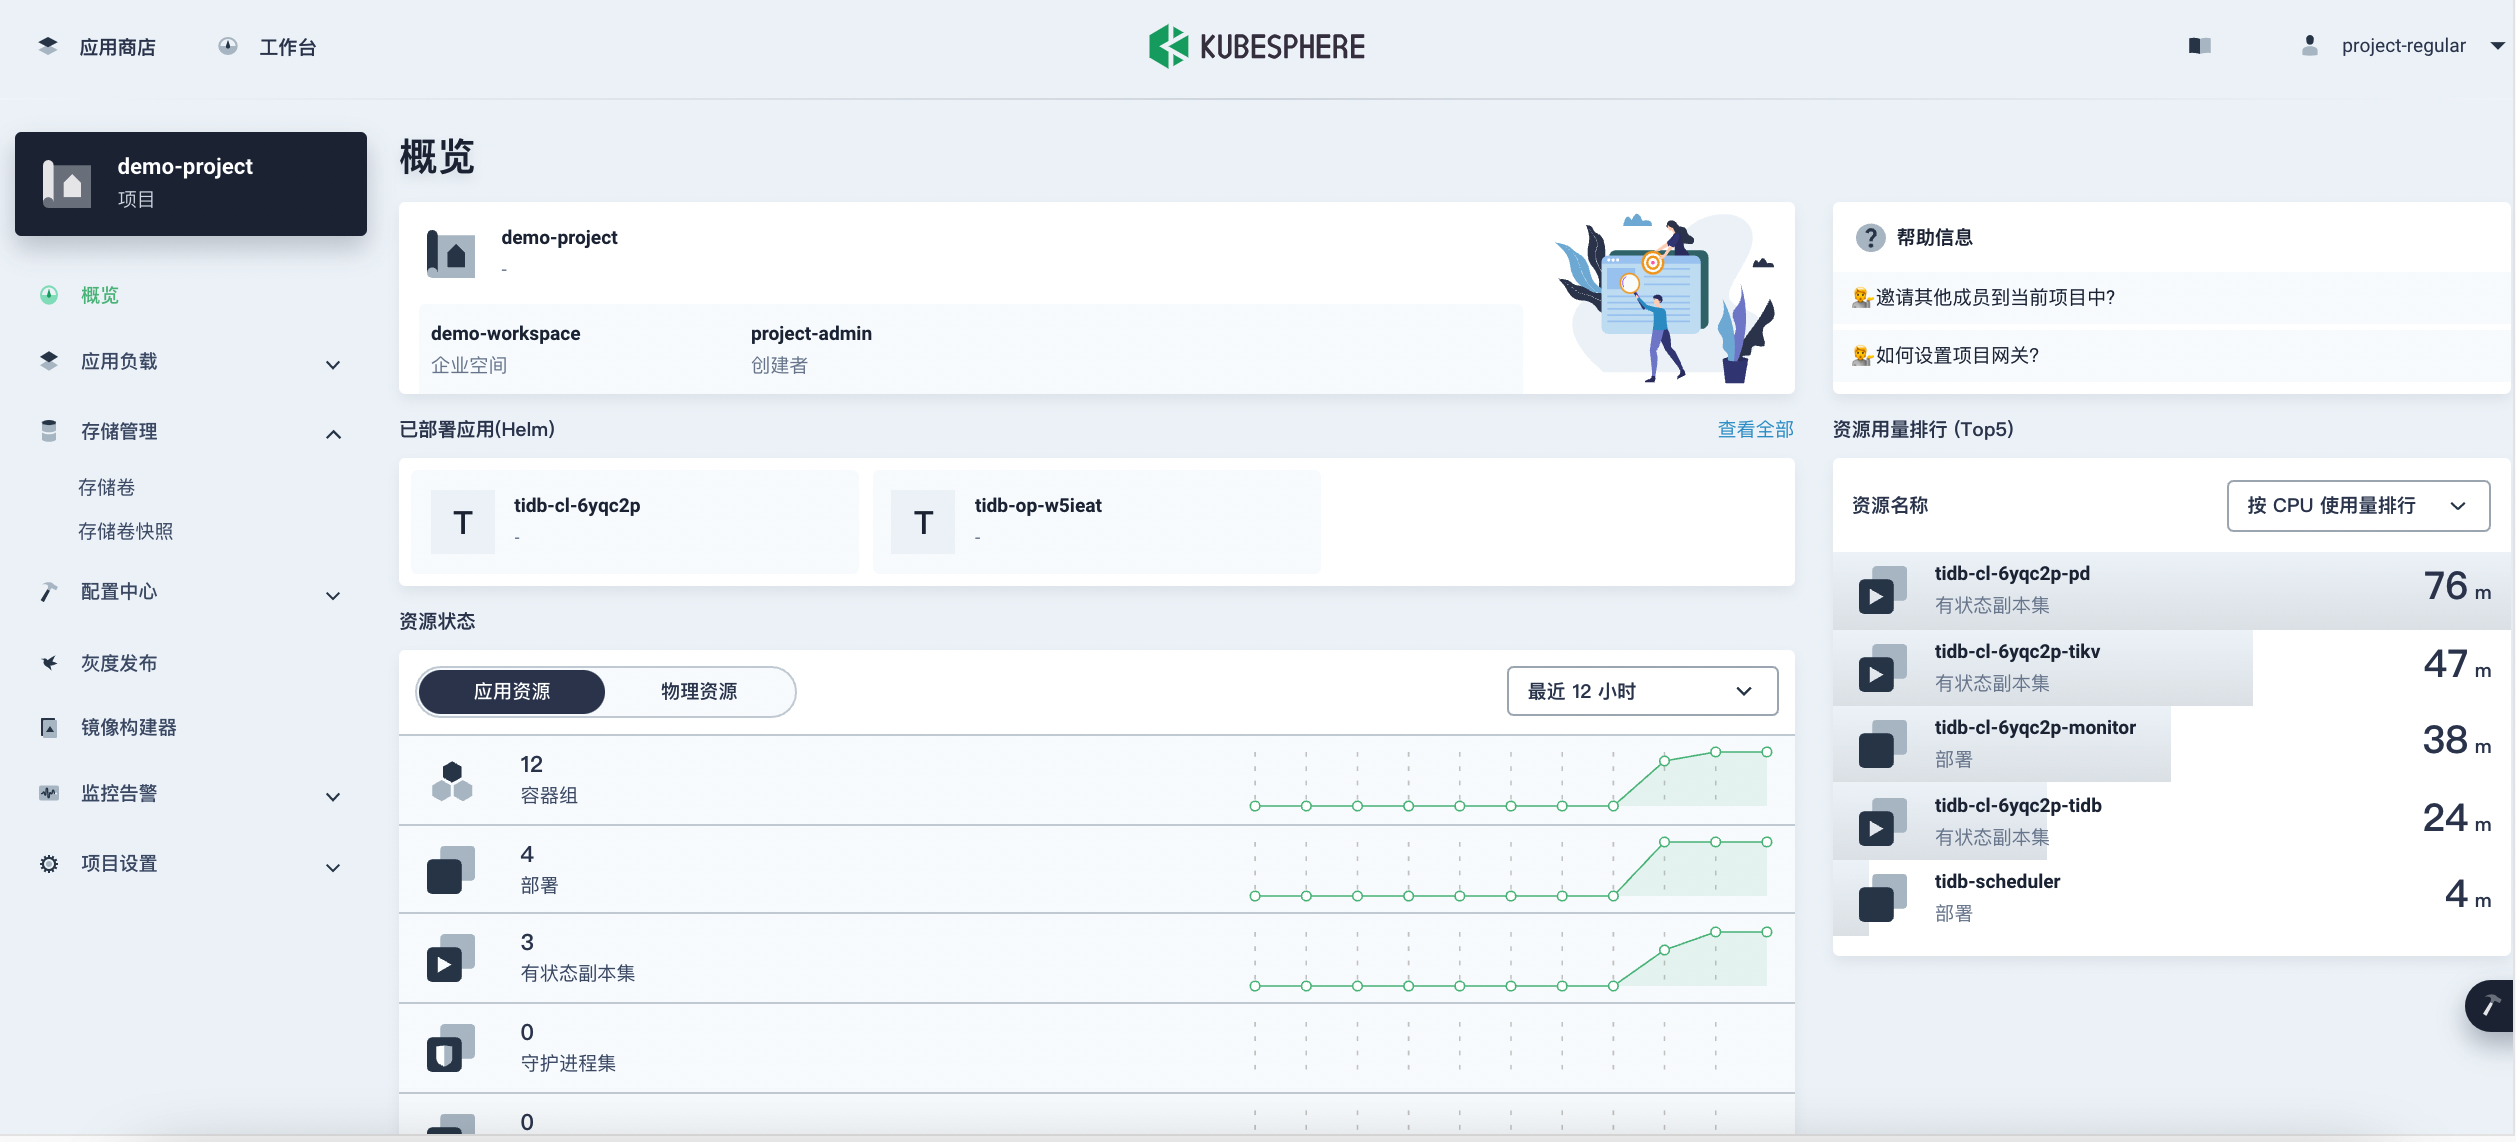 应用商店
工作台
KUBESPHERE
project-regular
demo-project
项目
概览
应用负载
存储管理
存储卷
存储卷快照
配置中心
灰度发布
镜像构建器
监控告警
项目设置
概览
demo-project
-
demo-workspace
企业空间
project-admin
创建者
帮助信息
邀请其他成员到当前项目中?
如何设置项目网关?
已部署应用(Helm)
查看全部
T
tidb-cl-6yqc2p
-
T
tidb-op-w5ieat
-
资源状态
应用资源
物理资源
最近 12 小时
12
容器组
4
部署
3
有状态副本集
0
守护进程集
0
资源用量排行 (Top5)
资源名称
按 CPU 使用量排行
tidb-cl-6yqc2p-pd
有状态副本集
76 m
tidb-cl-6yqc2p-tikv
有状态副本集
47 m
tidb-cl-6yqc2p-monitor
部署
38 m
tidb-cl-6yqc2p-tidb
有状态副本集
24 m
tidb-scheduler
部署
4 m